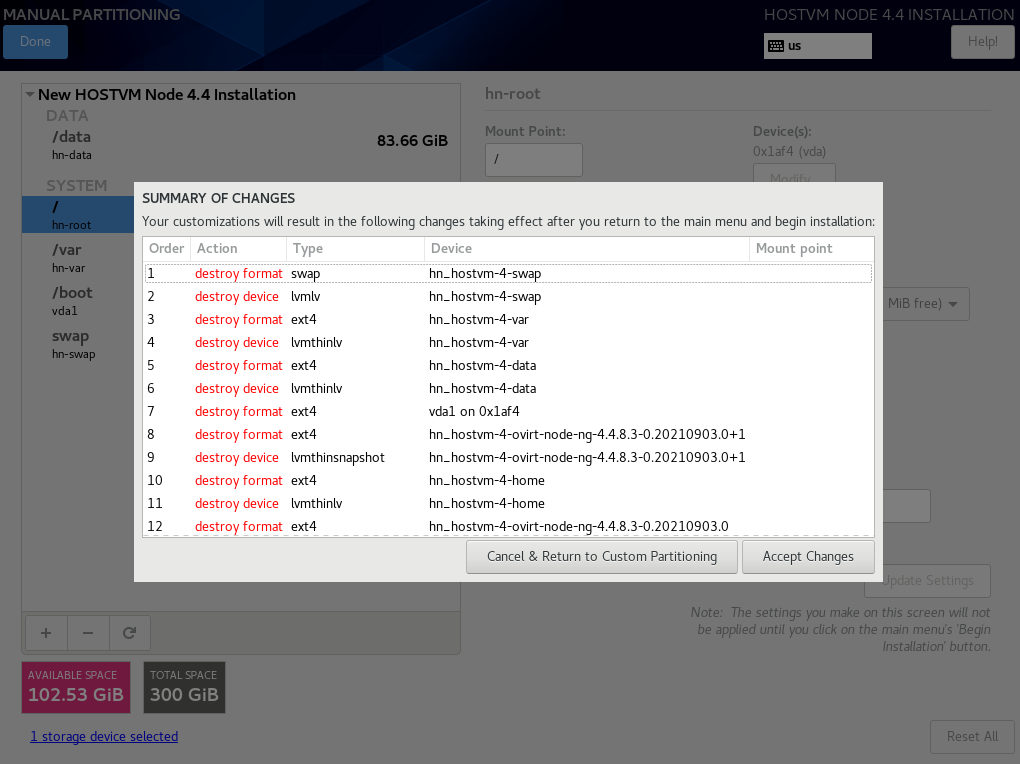 MANUAL PARTITIONING
HOSTVM NODE 4.4 INSTALLATION
Done
us
Help!
New HOSTVM Node 4.4 Installation
DATA
/data
hn-data
83.66 GiB
SYSTEM
/
hn-root
/var
hn-var
/boot
vda1
swap
hn-swap
hn-root
Mount Point:
/
Device(s):
0x1af4 (vda)
Modify...
MiB free)
SUMMARY OF CHANGES
Your customizations will result in the following changes taking effect after you return to the main menu and begin installation:
Order Action Type Device Mount point
1 destroy format swap hn_hostvm-4-swap
2 destroy device lvmlv hn_hostvm-4-swap
3 destroy format ext4 hn_hostvm-4-var
4 destroy device lvmthinlv hn_hostvm-4-var
5 destroy format ext4 hn_hostvm-4-data
6 destroy device lvmthinlv hn_hostvm-4-data
7 destroy format ext4 vda1 on 0x1af4
8 destroy format ext4 hn_hostvm-4-ovirt-node-ng-4.4.8.3-0.20210903.0+1
9 destroy device lvmthinsnapshot hn_hostvm-4-ovirt-node-ng-4.4.8.3-0.20210903.0+1
10 destroy format ext4 hn_hostvm-4-home
11 destroy device lvmthinlv hn_hostvm-4-home
12 destroy format ext4 hn_hostvm-4-ovirt-node-ng-4.4.8.3-0.20210903.0
Cancel & Return to Custom Partitioning
Accept Changes
Update Settings
Note: The settings you make on this screen will not
be applied until you click on the main menu's 'Begin
Installation' button.
+ −
AVAILABLE SPACE
102.53 GiB
TOTAL SPACE
300 GiB
1 storage device selected
Reset All